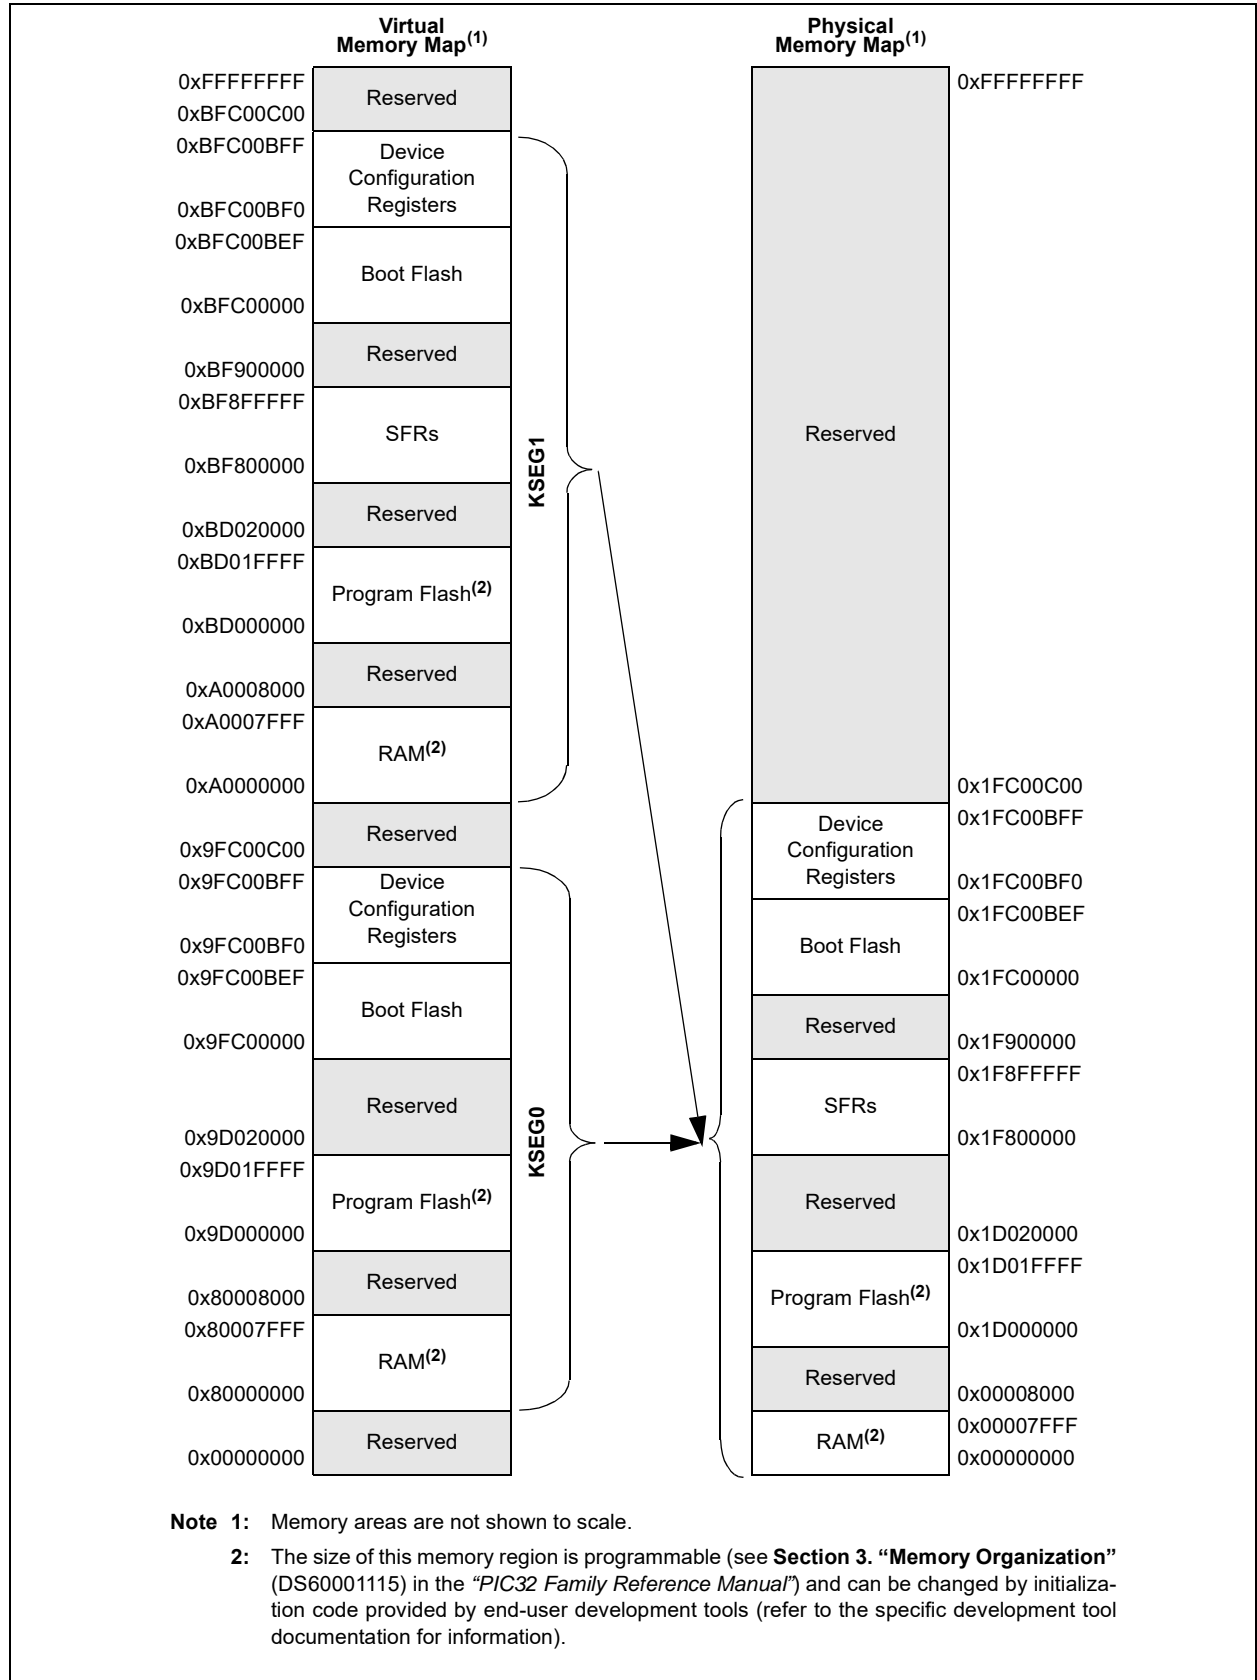 Virtual
Memory Map(1)
0xFFFFFFFF
Reserved
0xBFC00C00
0xBFC00BFF
Device
Configuration
Registers
0xBFC00BF0
0xBFC00BEF
Boot Flash
0xBFC00000
Reserved
0xBF900000
0xBF8FFFFF
SFRs
0xBF800000
Reserved
0xBD020000
0xBD01FFFF
Program Flash(2)
0xBD000000
Reserved
0xA0008000
0xA0007FFF
RAM(2)
0xA0000000
KSEG1
Reserved
0x9FC00C00
0x9FC00BFF
Device
Configuration
Registers
0x9FC00BF0
0x9FC00BEF
Boot Flash
0x9FC00000
Reserved
0x9D020000
0x9D01FFFF
Program Flash(2)
0x9D000000
Reserved
0x80008000
0x80007FFF
RAM(2)
0x80000000
KSEG0
Reserved
0x00000000
Physical
Memory Map(1)
0xFFFFFFFF
Reserved
0x1FC00C00
0x1FC00BFF
Device
Configuration
Registers
0x1FC00BF0
0x1FC00BEF
Boot Flash
0x1FC00000
Reserved
0x1F900000
0x1F8FFFFF
SFRs
0x1F800000
Reserved
0x1D020000
0x1D01FFFF
Program Flash(2)
0x1D000000
Reserved
0x00008000
0x00007FFF
RAM(2)
0x00000000
Note 1: Memory areas are not shown to scale.
2: The size of this memory region is programmable (see Section 3. “Memory Organization”
(DS60001115) in the “PIC32 Family Reference Manual”) and can be changed by initializa-
tion code provided by end-user development tools (refer to the specific development tool
documentation for information).